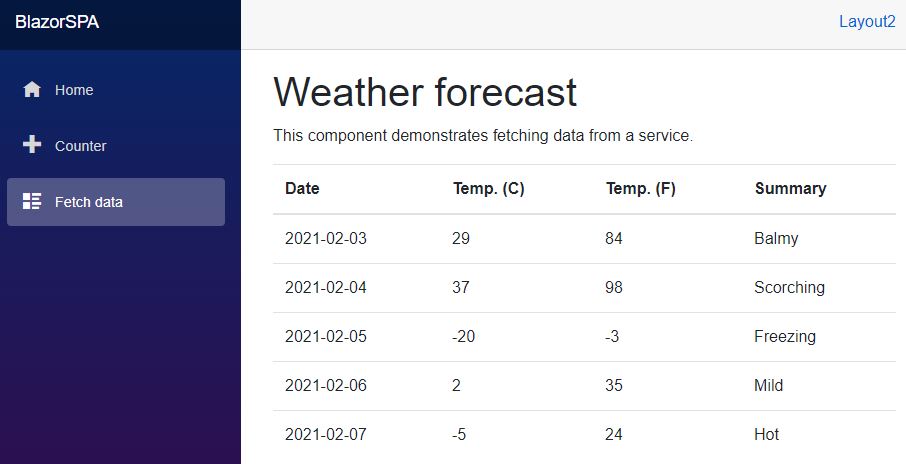 BlazorSPA
Layout2
Home
Counter
Fetch data
Weather forecast
This component demonstrates fetching data from a service.
Date Temp. (C) Temp. (F) Summary
2021-02-03 29 84 Balmy
2021-02-04 37 98 Scorching
2021-02-05 -20 -3 Freezing
2021-02-06 2 35 Mild
2021-02-07 -5 24 Hot